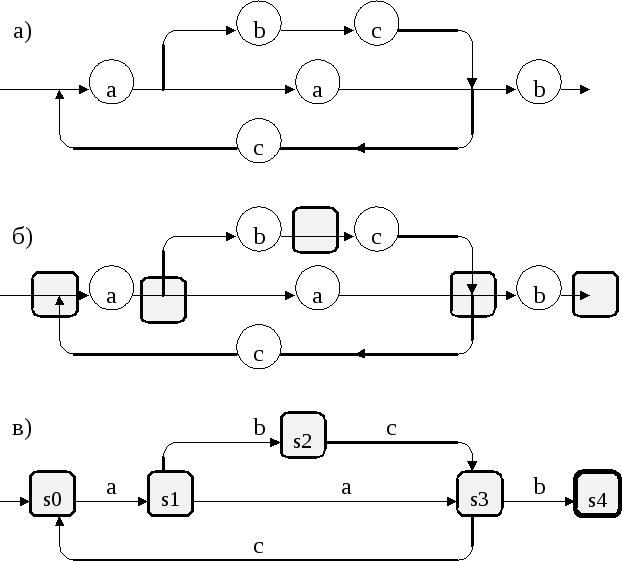 а) b c
a a b
c
б) b c
a a b
c
в) b s2 c
s0 a s1 a s3 b s4
c